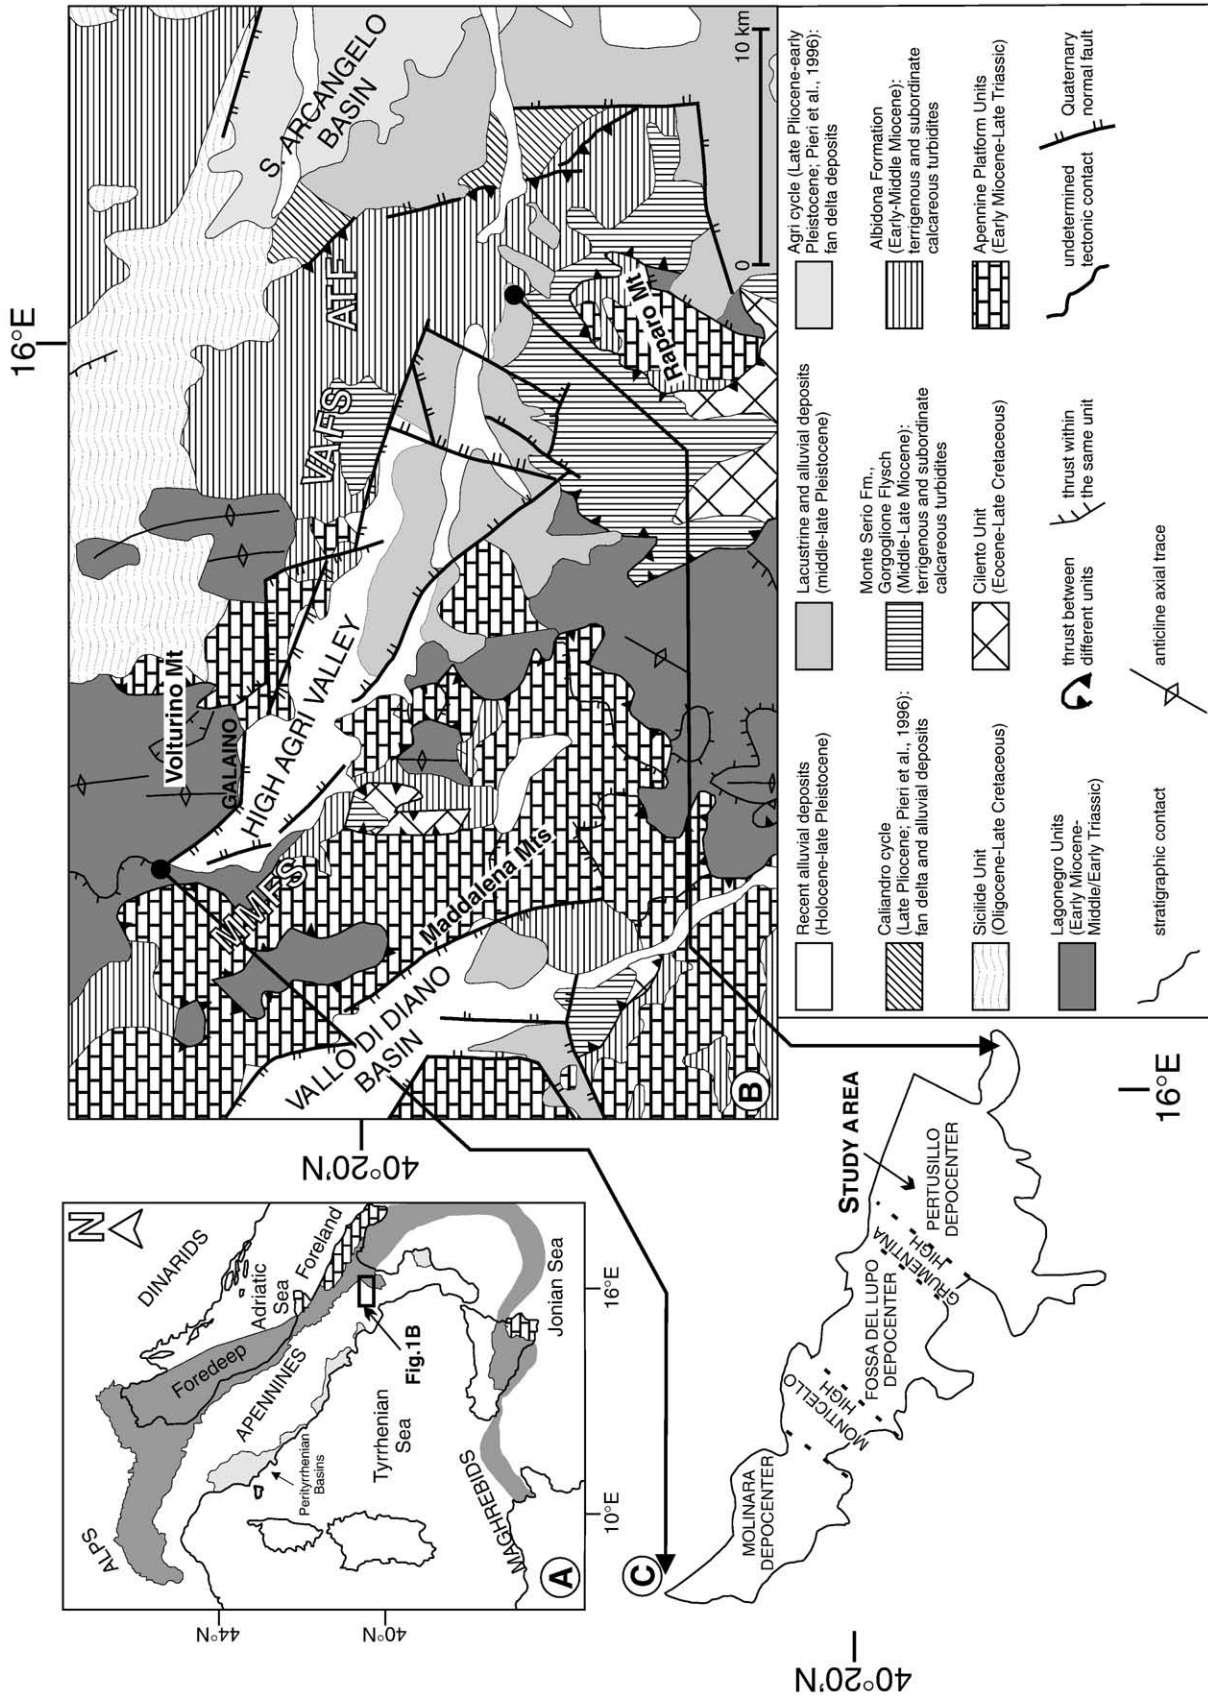 N
DINARIDS
ALPS
Adriatic
Sea
Foredeep
Foreland
APENNINES
Perityrrhenian
Basins
Tyrrhenian
Sea
Fig.1B
MAGHREBIDS
Jonian Sea
A
44°N
40°N
10°E
16°E
16°E
40°20'N
Volturino Mt
GALAINO
HIGH AGRI VALLEY
MMFS
VAFS
ATF
S. ARCANGELO
BASIN
Maddalena Mts
VALLO DI DIANO
BASIN
Raparo Mt
0
10 km
B
Recent alluvial deposits
(Holocene-late Pleistocene)
Lacustrine and alluvial deposits
(middle-late Pleistocene)
Agri cycle (Late Pliocene-early
Pleistocene; Pieri et al., 1996):
fan delta deposits
Caliandro cycle
(Late Pliocene; Pieri et al., 1996):
fan delta and alluvial deposits
Monte Serio Fm.,
Gorgoglione Flysch
(Middle-Late Miocene):
terrigenous and subordinate
calcareous turbidites
Albidona Formation
(Early-Middle Miocene):
terrigenous and subordinate
calcareous turbidites
Sicilide Unit
(Oligocene-Late Cretaceous)
Cilento Unit
(Eocene-Late Cretaceous)
Apennine Platform Units
(Early Miocene-Late Triassic)
Lagonegro Units
(Early Miocene-
Middle/Early Triassic)
thrust between
different units
thrust within
the same unit
undetermined
tectonic contact
Quaternary
normal fault
stratigraphic contact
anticline axial trace
C
MOLINARA
DEPOCENTER
MONTICELLO
HIGH
FOSSA DEL LUPO
DEPOCENTER
GRUMENTINA
HIGH
PERTUSILLO
DEPOCENTER
STUDY AREA
40°20'N
16°E